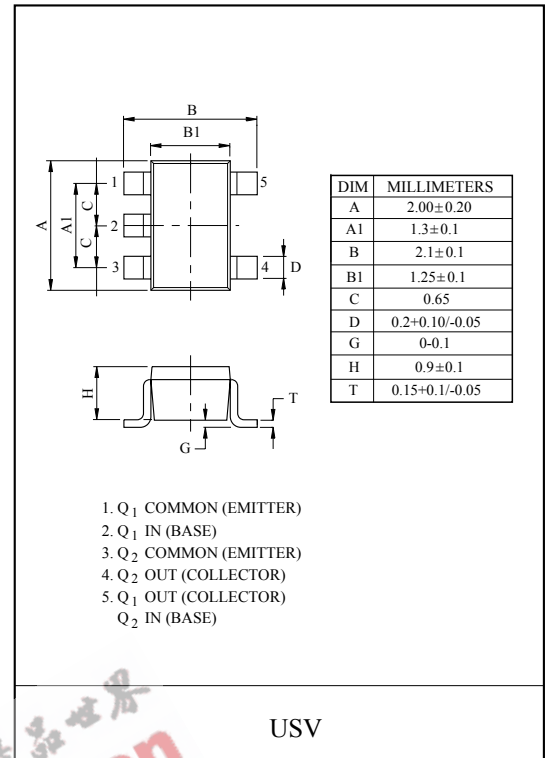 B
B1
1 5
A A1 C C 2
3 4 D
H T
G
DIM MILLIMETERS
A 2.00±0.20
A1 1.3±0.1
B 2.1±0.1
B1 1.25±0.1
C 0.65
D 0.2+0.10/-0.05
G 0-0.1
H 0.9±0.1
T 0.15+0.1/-0.05
1. Q1 COMMON (EMITTER)
2. Q1 IN (BASE)
3. Q2 COMMON (EMITTER)
4. Q2 OUT (COLLECTOR)
5. Q1 OUT (COLLECTOR)
Q2 IN (BASE)
USV